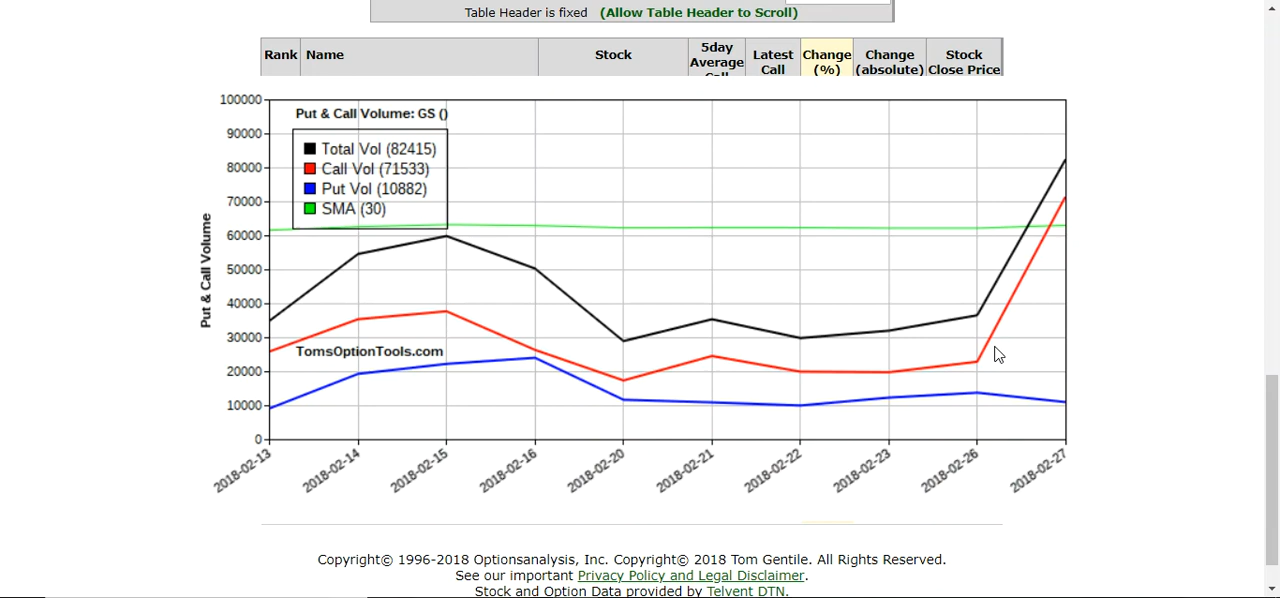 Table Header is fixed (Allow Table Header to Scroll)
Rank Name Stock 5day Average Call Latest Call Change (%) Change (absolute) Stock Close Price
100000
90000
80000
70000
60000
50000
40000
30000
20000
10000
0
Put & Call Volume
Put & Call Volume: GS ()
Total Vol (82415)
Call Vol (71533)
Put Vol (10882)
SMA (30)
TomsOptionTools.com
2018-02-13
2018-02-14
2018-02-15
2018-02-16
2018-02-20
2018-02-21
2018-02-22
2018-02-23
2018-02-26
2018-02-27
Copyright© 1996-2018 Optionsanalysis, Inc. Copyright© 2018 Tom Gentile. All Rights Reserved.
See our important Privacy Policy and Legal Disclaimer.
Stock and Option Data provided by Telvent DTN.